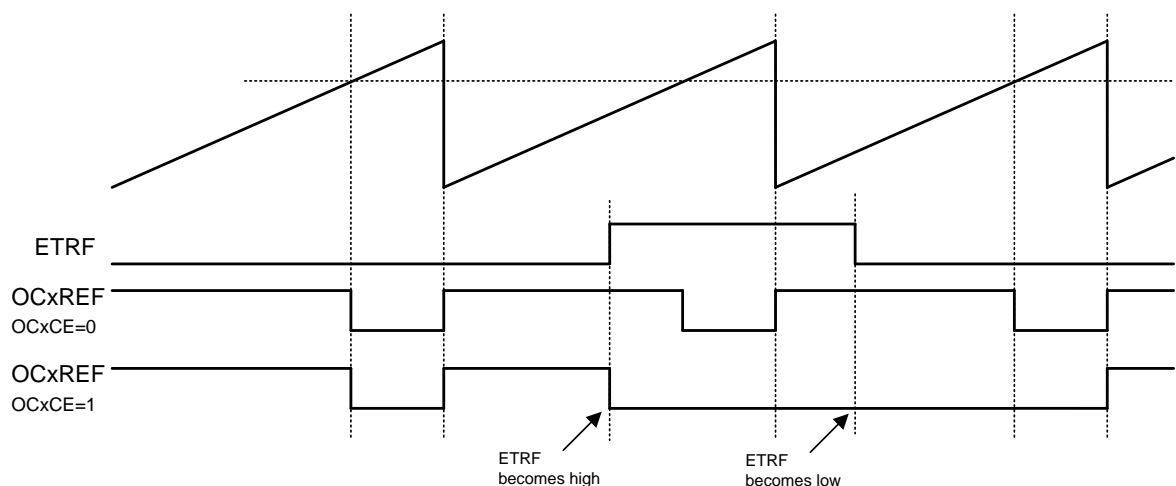 ETRF
OCxREF
OCxCE=0
OCxREF
OCxCE=1
ETRF
becomes high
ETRF
becomes low